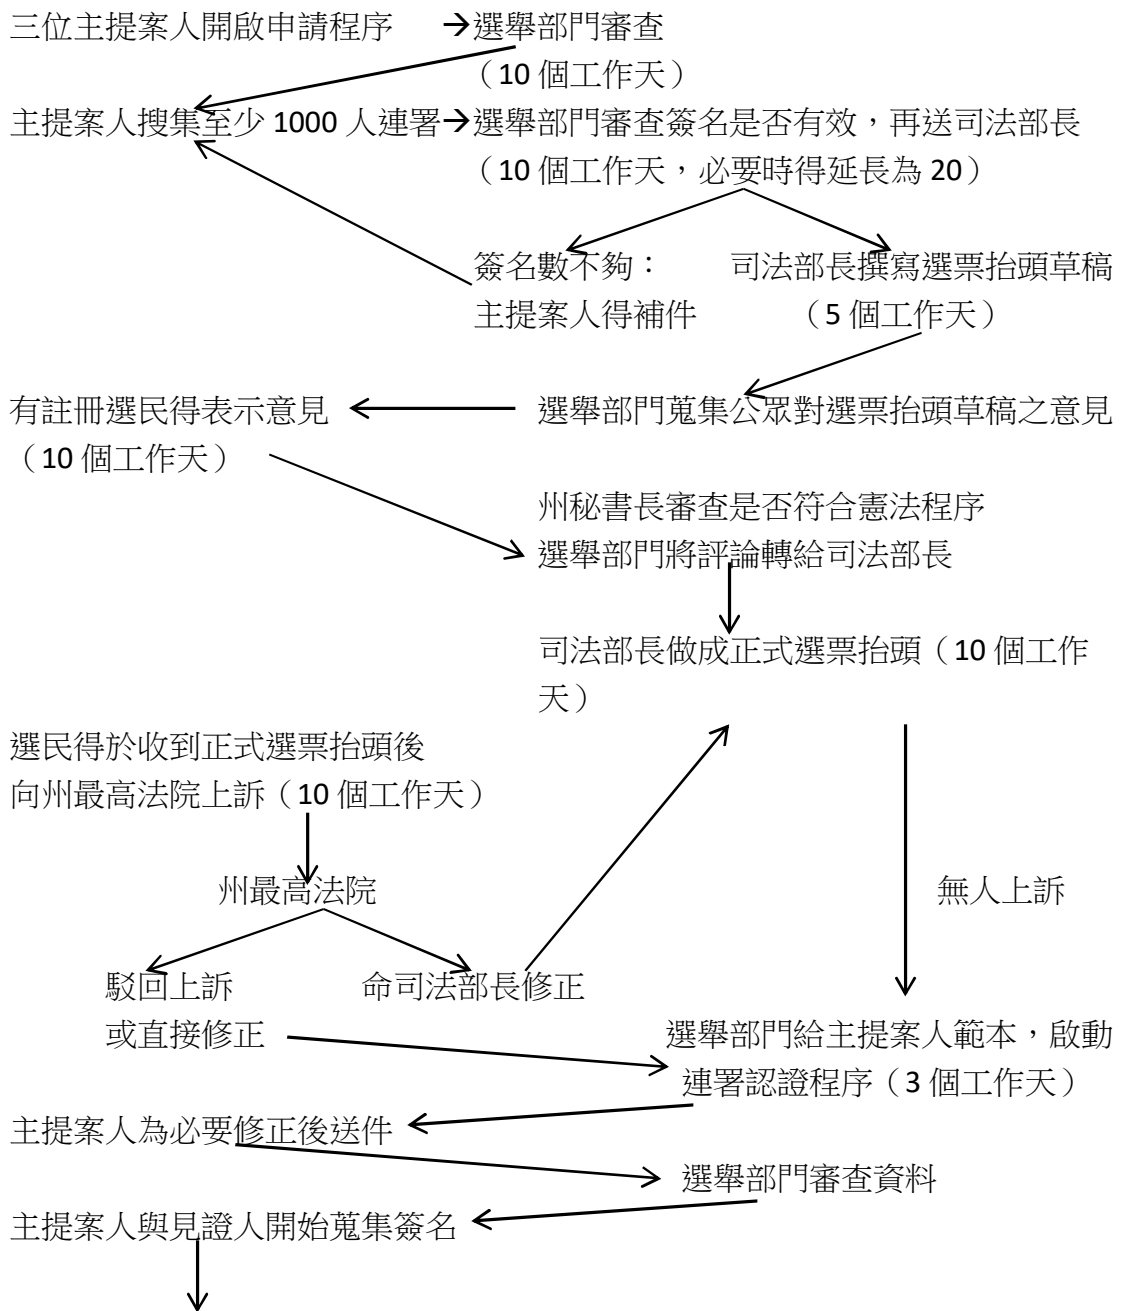 三位主提案人開啟申請程序 →選舉部門審查
（10 個工作天）
主提案人搜集至少 1000 人連署→選舉部門審查簽名是否有效，再送司法部長
（10 個工作天，必要時得延長為 20）
簽名數不夠： 司法部長撰寫選票抬頭草稿
主提案人得補件 （5 個工作天）
有註冊選民得表示意見 選舉部門蒐集公眾對選票抬頭草稿之意見
（10 個工作天）
州秘書長審查是否符合憲法程序
選舉部門將評論轉給司法部長
司法部長做成正式選票抬頭（10 個工作
天）
選民得於收到正式選票抬頭後
向州最高法院上訴（10 個工作天）
州最高法院 無人上訴
駁回上訴 命司法部長修正
或直接修正 選舉部門給主提案人範本，啟動
連署認證程序（3 個工作天）
主提案人為必要修正後送件
選舉部門審查資料
主提案人與見證人開始蒐集簽名